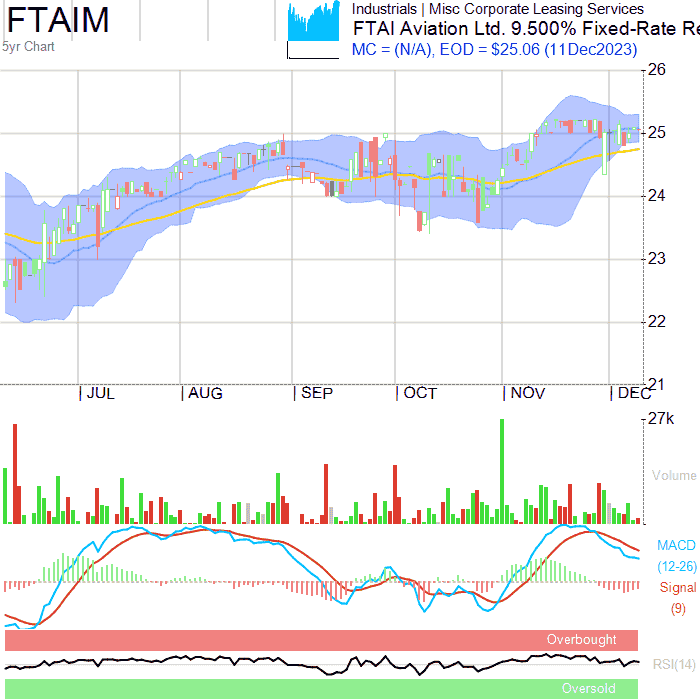 FTAIM
5yr Chart
Industrials | Misc Corporate Leasing Services
FTAI Aviation Ltd. 9.500% Fixed-Rate Re
MC = (N/A), EOD = $25.06 (11Dec2023)
26
25
24
23
22
21
JUL AUG SEP OCT NOV DEC
27k
Volume
MACD
(12-26)
Signal
(9)
Overbought
RSI(14)
Oversold